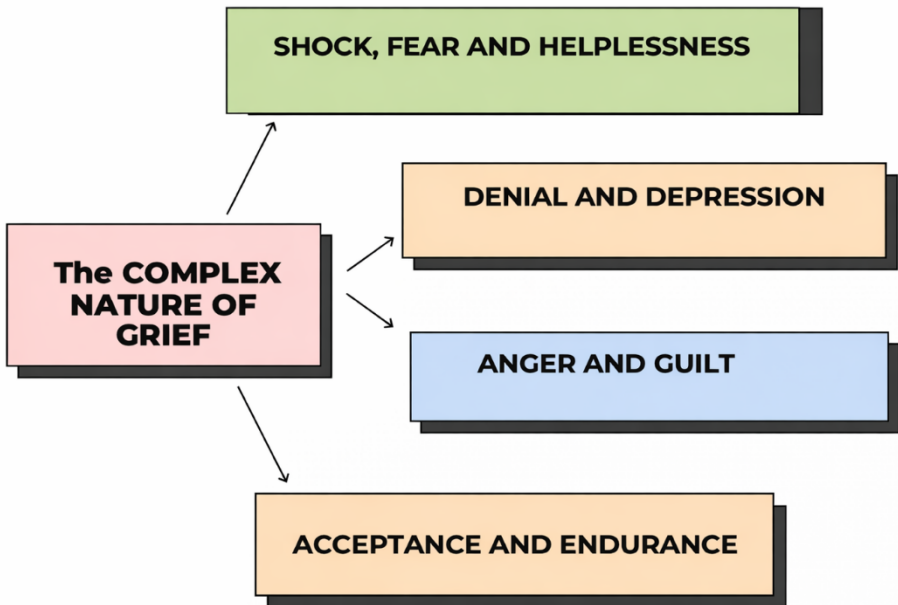 SHOCK, FEAR AND HELPLESSNESS
DENIAL AND DEPRESSION
The COMPLEX
NATURE OF
GRIEF
ANGER AND GUILT
ACCEPTANCE AND ENDURANCE